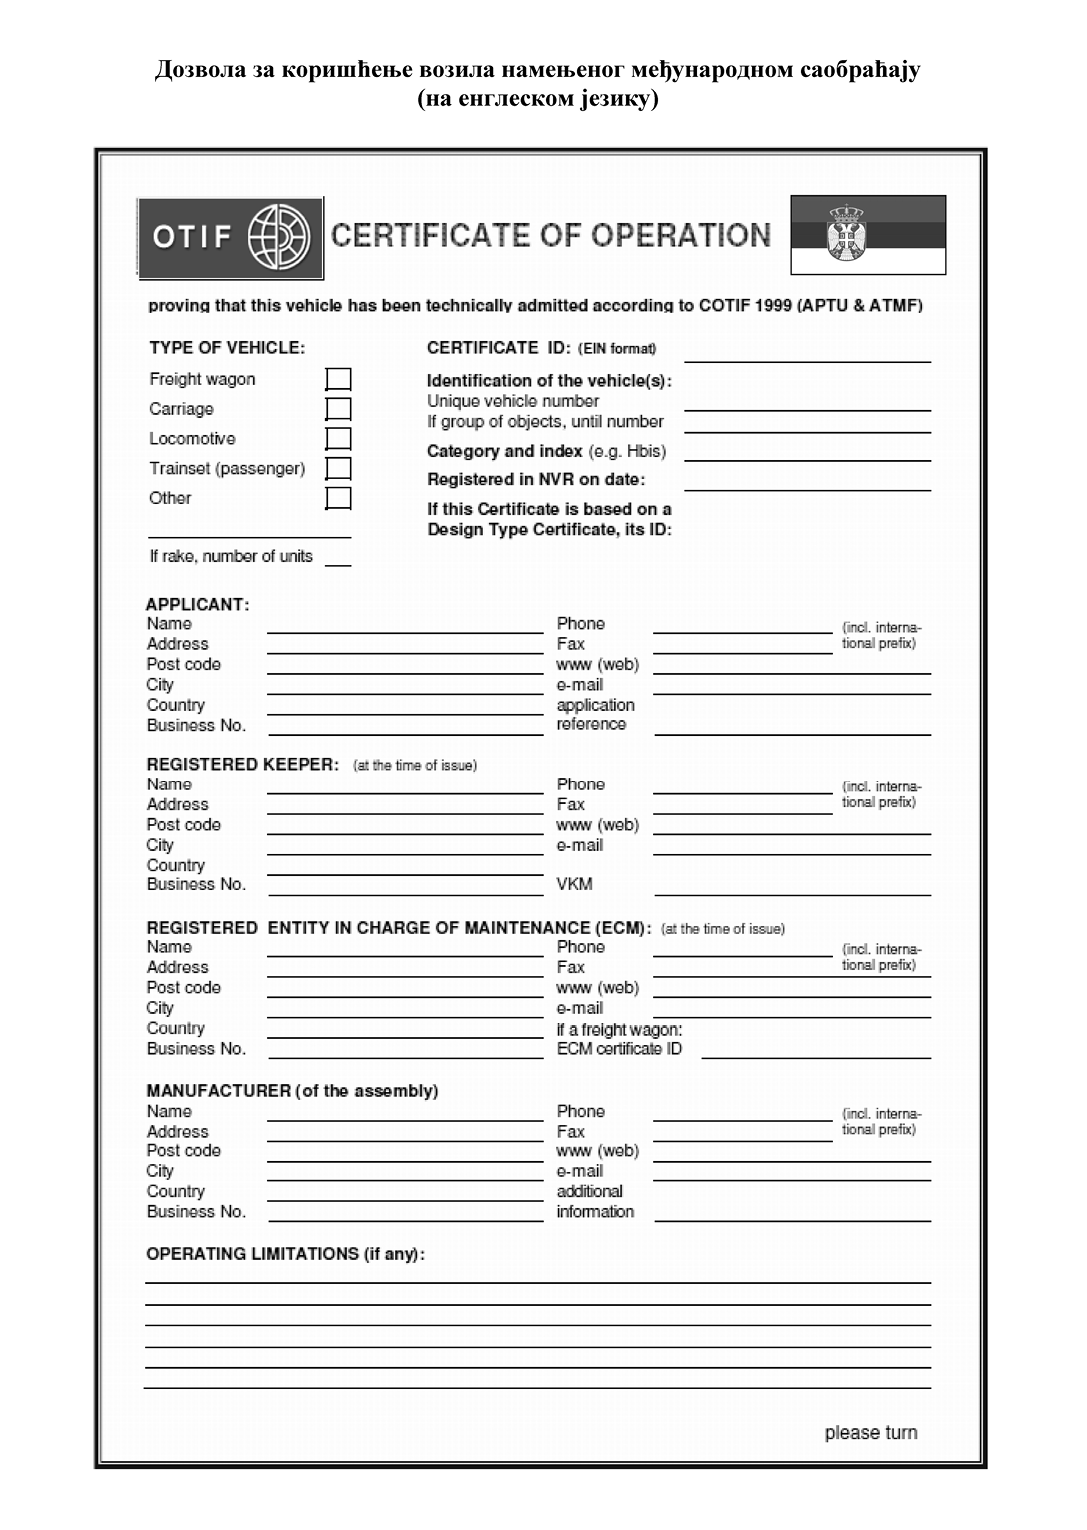 Дозвола за коришћење возила намењеног међународном саобраћају
(на енглеском језику)
OTIF
CERTIFICATE OF OPERATION
proving that this vehicle has been technically admitted according to COTIF 1999 (APTU & ATMF)
TYPE OF VEHICLE:
Freight wagon
Carriage
Locomotive
Trainset (passenger)
Other
If rake, number of units
CERTIFICATE ID: (EIN format)
Identification of the vehicle(s):
Unique vehicle number
If group of objects, until number
Category and index (e.g. Hbis)
Registered in NVR on date:
If this Certificate is based on a
Design Type Certificate, its ID:
APPLICANT:
Name
Address
Post code
City
Country
Business No.
Phone
Fax
www (web)
e-mail
application
reference
(incl. interna-
tional prefix)
REGISTERED KEEPER: (at the time of issue)
Name
Address
Post code
City
Country
Business No.
Phone
Fax
www (web)
e-mail
VKM
(incl. interna-
tional prefix)
REGISTERED ENTITY IN CHARGE OF MAINTENANCE (ECM): (at the time of issue)
Name
Address
Post code
City
Country
Business No.
Phone
Fax
www (web)
e-mail
if a freight wagon:
ECM certificate ID
(incl. interna-
tional prefix)
MANUFACTURER (of the assembly)
Name
Address
Post code
City
Country
Business No.
Phone
Fax
www (web)
e-mail
additional
information
(incl. interna-
tional prefix)
OPERATING LIMITATIONS (if any):
please turn